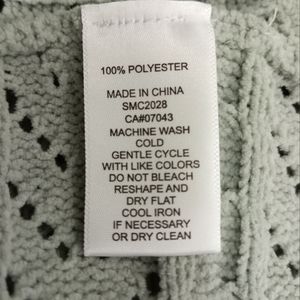 100% POLYESTER
MADE IN CHINA
SMC2028
CA#07043
MACHINE WASH
COLD
GENTLE CYCLE
WITH LIKE COLORS
DO NOT BLEACH
RESHAPE AND
DRY FLAT
COOL IRON
IF NECESSARY
OR DRY CLEAN